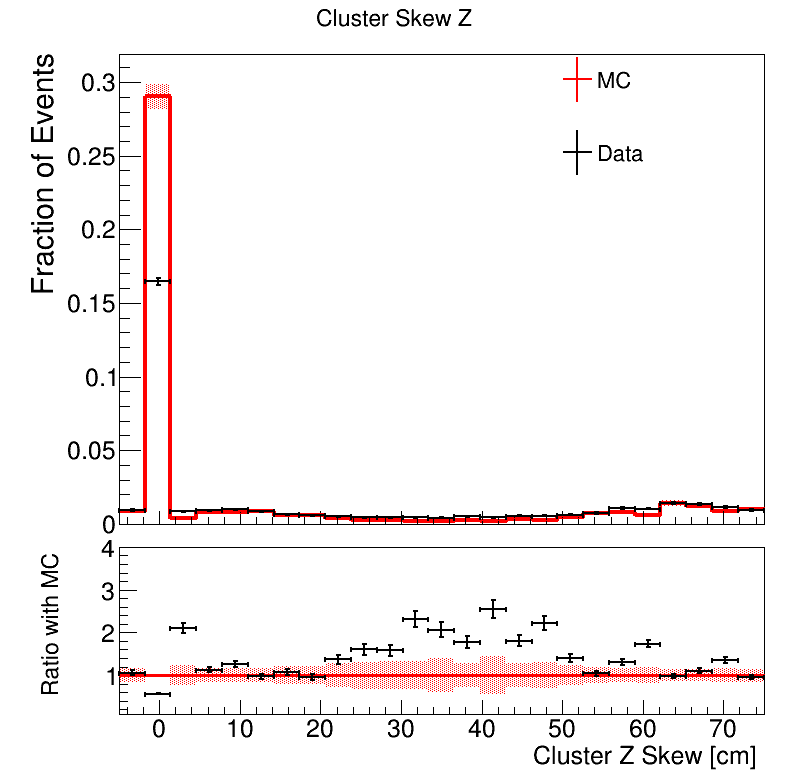 Cluster Skew Z
Fraction of Events
0.3
0.25
0.2
0.15
0.1
0.05
0
MC
Data
Ratio with MC
4
3
2
1
0 10 20 30 40 50 60 70
Cluster Z Skew [cm]